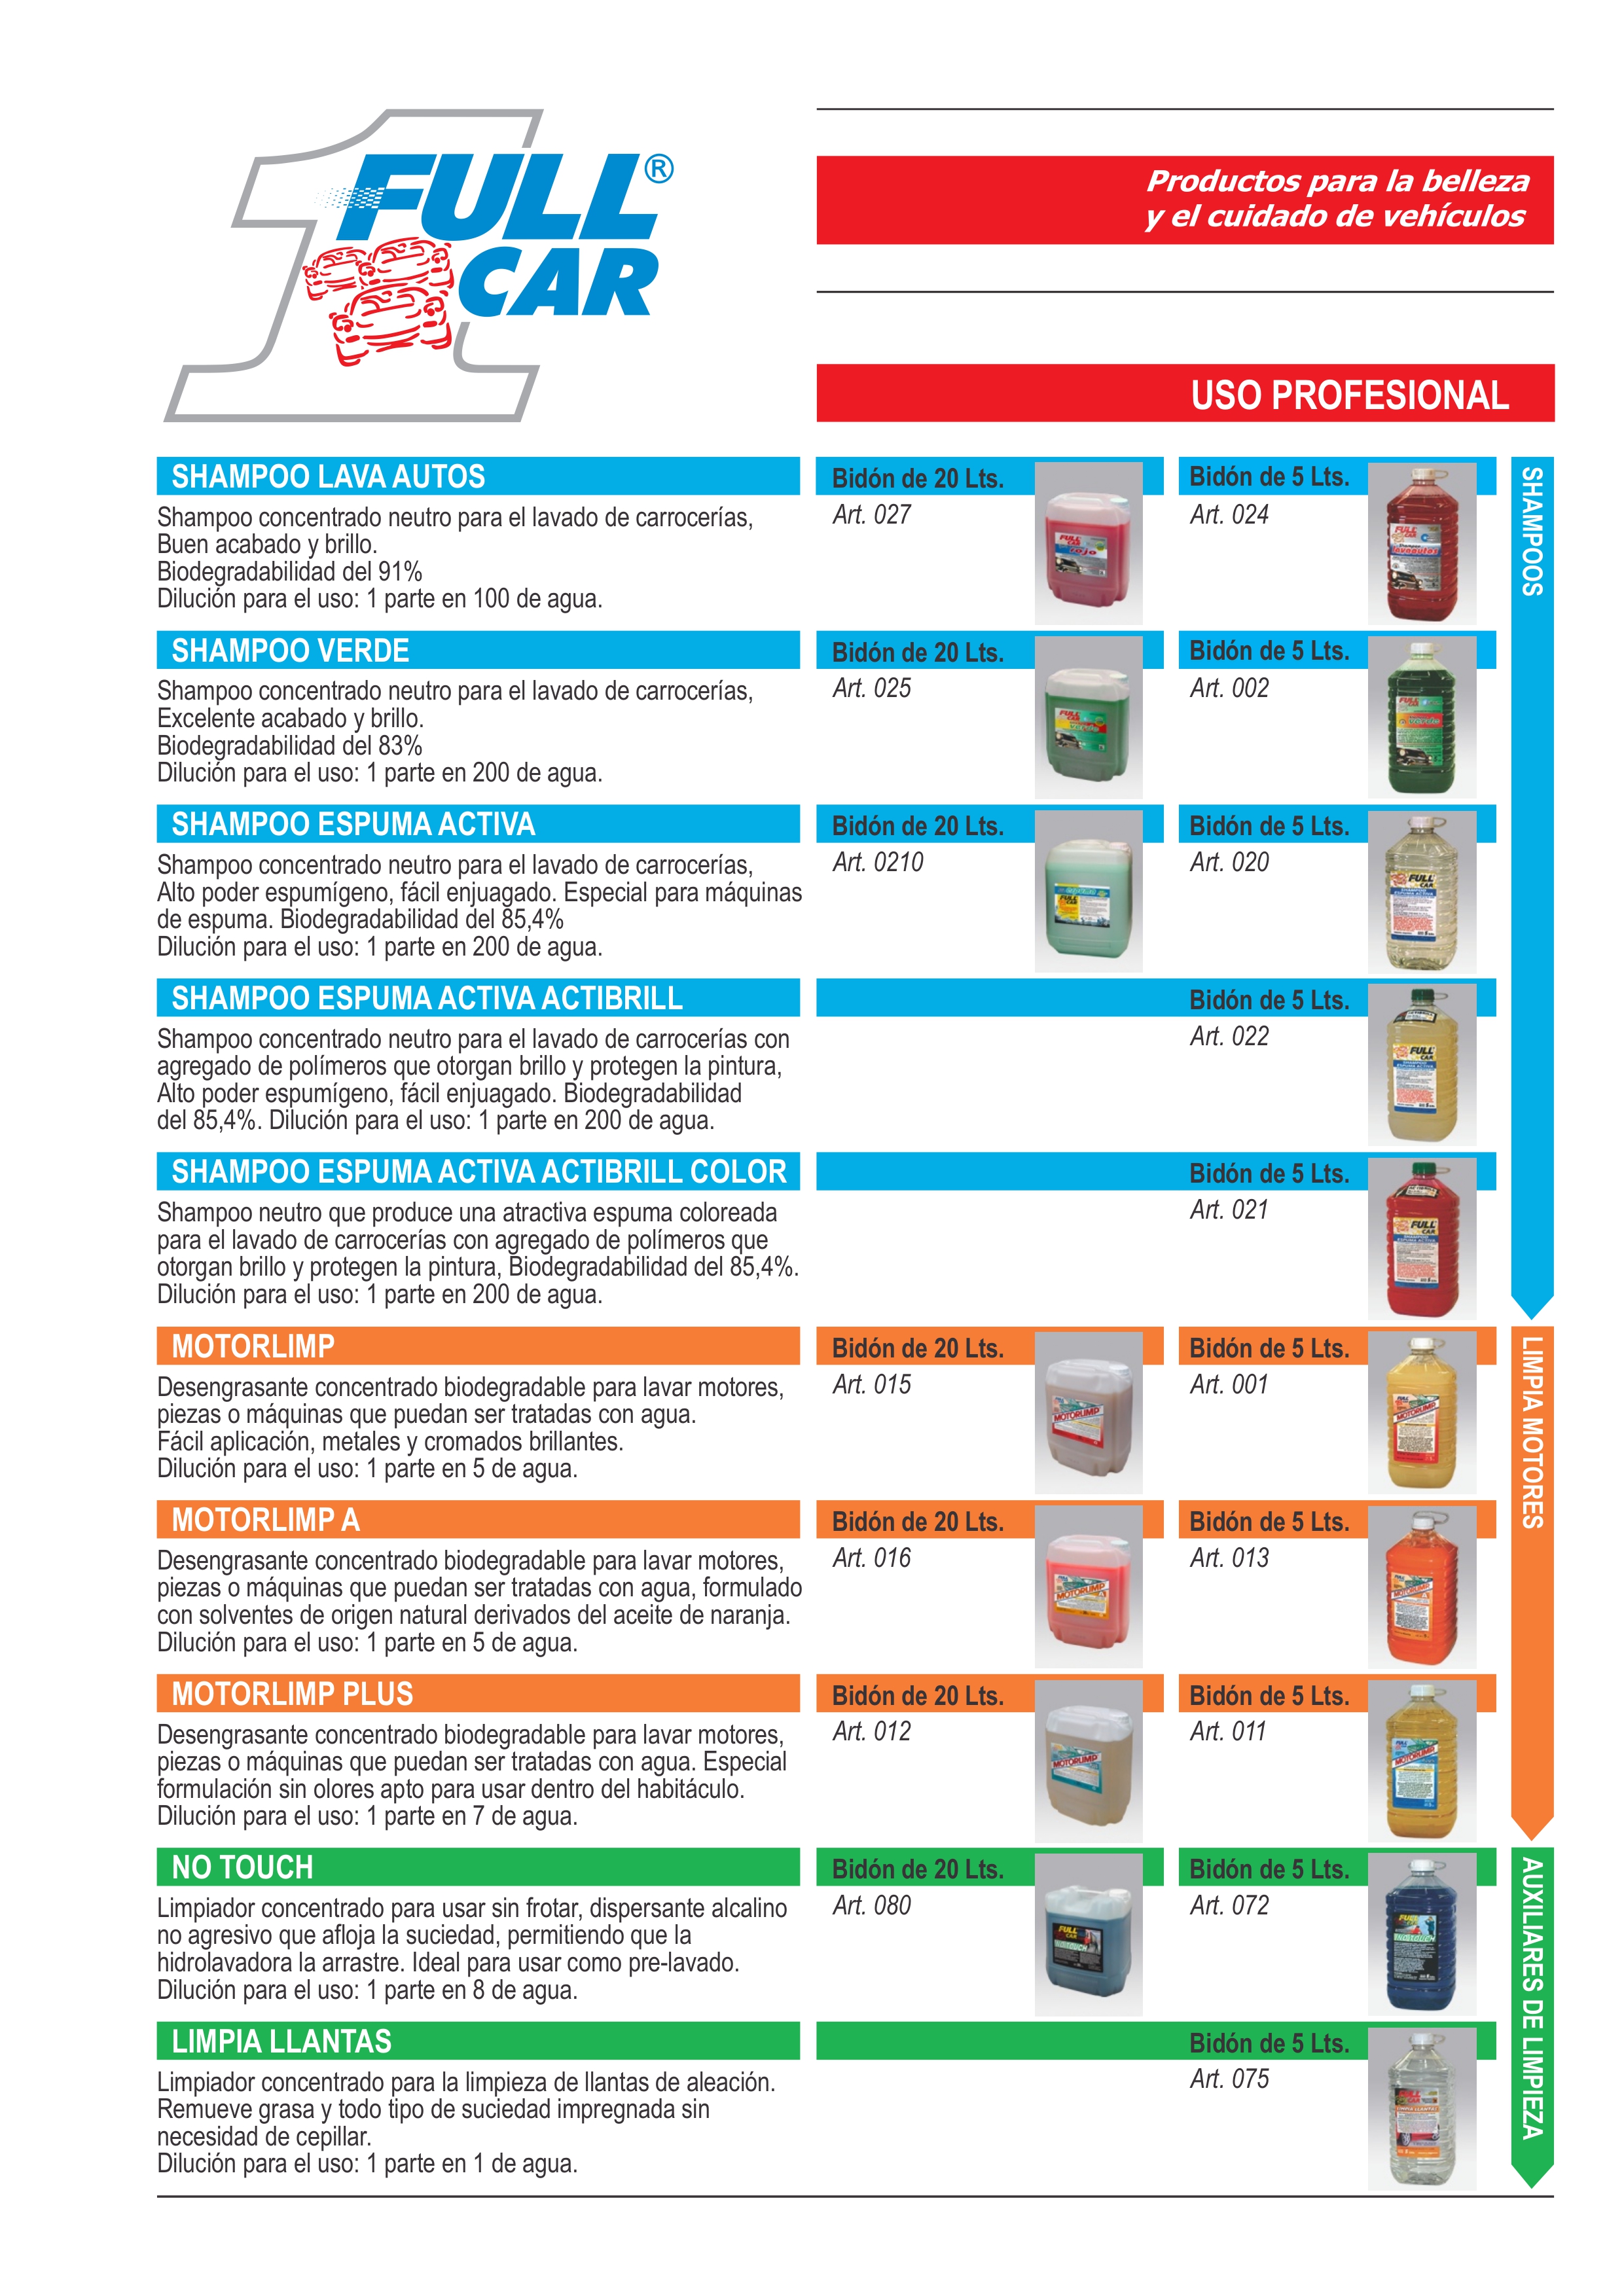 1
FULL®
CAR
Productos para la belleza
y el cuidado de vehículos
USO PROFESIONAL
SHAMPOOS
SHAMPOO LAVA AUTOS
Bidón de 20 Lts.
Bidón de 5 Lts.
Art. 027
Art. 024
Shampoo concentrado neutro para el lavado de carrocerías,
Buen acabado y brillo.
Biodegradabilidad del 91%
Dilución para el uso: 1 parte en 100 de agua.
SHAMPOO VERDE
Bidón de 20 Lts.
Bidón de 5 Lts.
Art. 025
Art. 002
Shampoo concentrado neutro para el lavado de carrocerías,
Excelente acabado y brillo.
Biodegradabilidad del 83%
Dilución para el uso: 1 parte en 200 de agua.
SHAMPOO ESPUMA ACTIVA
Bidón de 20 Lts.
Bidón de 5 Lts.
Art. 0210
Art. 020
Shampoo concentrado neutro para el lavado de carrocerías,
Alto poder espumígeno, fácil enjuagado. Especial para máquinas
de espuma. Biodegradabilidad del 85,4%
Dilución para el uso: 1 parte en 200 de agua.
SHAMPOO ESPUMA ACTIVA ACTIBRILL
Bidón de 5 Lts.
Art. 022
Shampoo concentrado neutro para el lavado de carrocerías con
agregado de polímeros que otorgan brillo y protegen la pintura,
Alto poder espumígeno, fácil enjuagado. Biodegradabilidad
del 85,4%. Dilución para el uso: 1 parte en 200 de agua.
SHAMPOO ESPUMA ACTIVA ACTIBRILL COLOR
Bidón de 5 Lts.
Art. 021
Shampoo neutro que produce una atractiva espuma coloreada
para el lavado de carrocerías con agregado de polímeros que
otorgan brillo y protegen la pintura, Biodegradabilidad del 85,4%.
Dilución para el uso: 1 parte en 200 de agua.
LIMPIA MOTORES
MOTORLIMP
Bidón de 20 Lts.
Bidón de 5 Lts.
Art. 015
Art. 001
Desengrasante concentrado biodegradable para lavar motores,
piezas o máquinas que puedan ser tratadas con agua.
Fácil aplicación, metales y cromados brillantes.
Dilución para el uso: 1 parte en 5 de agua.
MOTORLIMP A
Bidón de 20 Lts.
Bidón de 5 Lts.
Art. 016
Art. 013
Desengrasante concentrado biodegradable para lavar motores,
piezas o máquinas que puedan ser tratadas con agua, formulado
con solventes de origen natural derivados del aceite de naranja.
Dilución para el uso: 1 parte en 5 de agua.
MOTORLIMP PLUS
Bidón de 20 Lts.
Bidón de 5 Lts.
Art. 012
Art. 011
Desengrasante concentrado biodegradable para lavar motores,
piezas o máquinas que puedan ser tratadas con agua. Especial
formulación sin olores apto para usar dentro del habitáculo.
Dilución para el uso: 1 parte en 7 de agua.
AUXILIARES DE LIMPIEZA
NO TOUCH
Bidón de 20 Lts.
Bidón de 5 Lts.
Art. 080
Art. 072
Limpiador concentrado para usar sin frotar, dispersante alcalino
no agresivo que afloja la suciedad, permitiendo que la
hidrolavadora la arrastre. Ideal para usar como pre-lavado.
Dilución para el uso: 1 parte en 8 de agua.
LIMPIA LLANTAS
Bidón de 5 Lts.
Art. 075
Limpiador concentrado para la limpieza de llantas de aleación.
Remueve grasa y todo tipo de suciedad impregnada sin
necesidad de cepillar.
Dilución para el uso: 1 parte en 1 de agua.